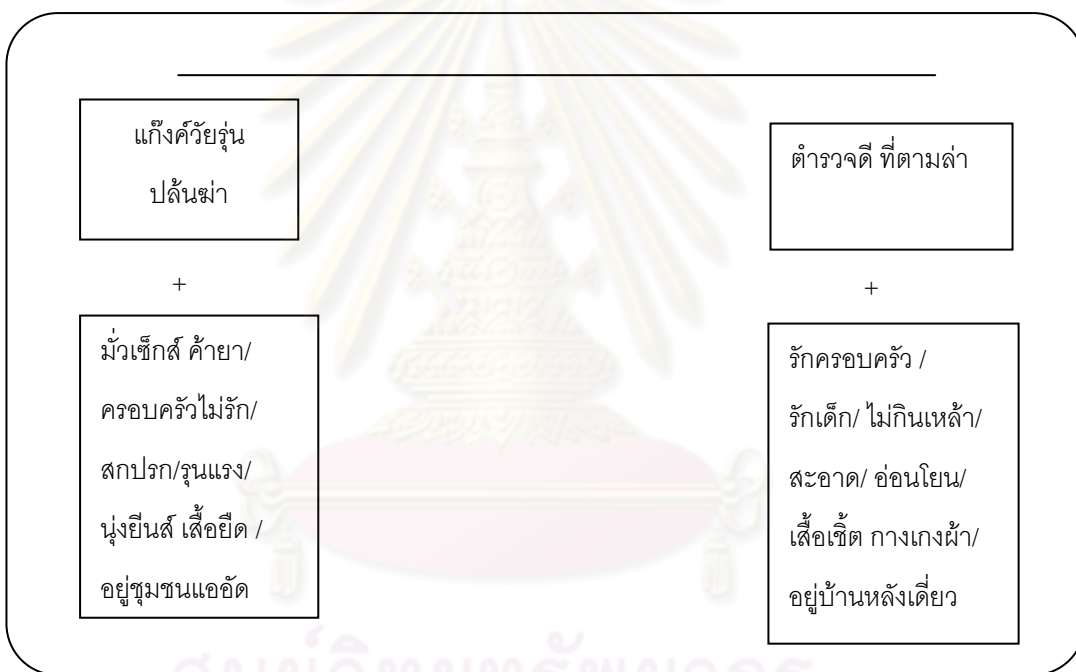 แก๊งค์วัยรุ่น
ปล้นฆ่า
+
มั่วเซ็กส์ ค้ายา/
ครอบครัวไม่รัก/
สกปรก/รุนแรง/
นุ่งยีนส์ เสื้อยืด /
อยู่ชุมชนแออัด
ตำรวจดี ที่ตามล่า
+
รักครอบครัว /
รักเด็ก/ ไม่กินเหล้า/
สะอาด/ อ่อนโยน/
เสื้อเชิ้ต กางเกงผ้า/
อยู่บ้านหลังเดี่ยว